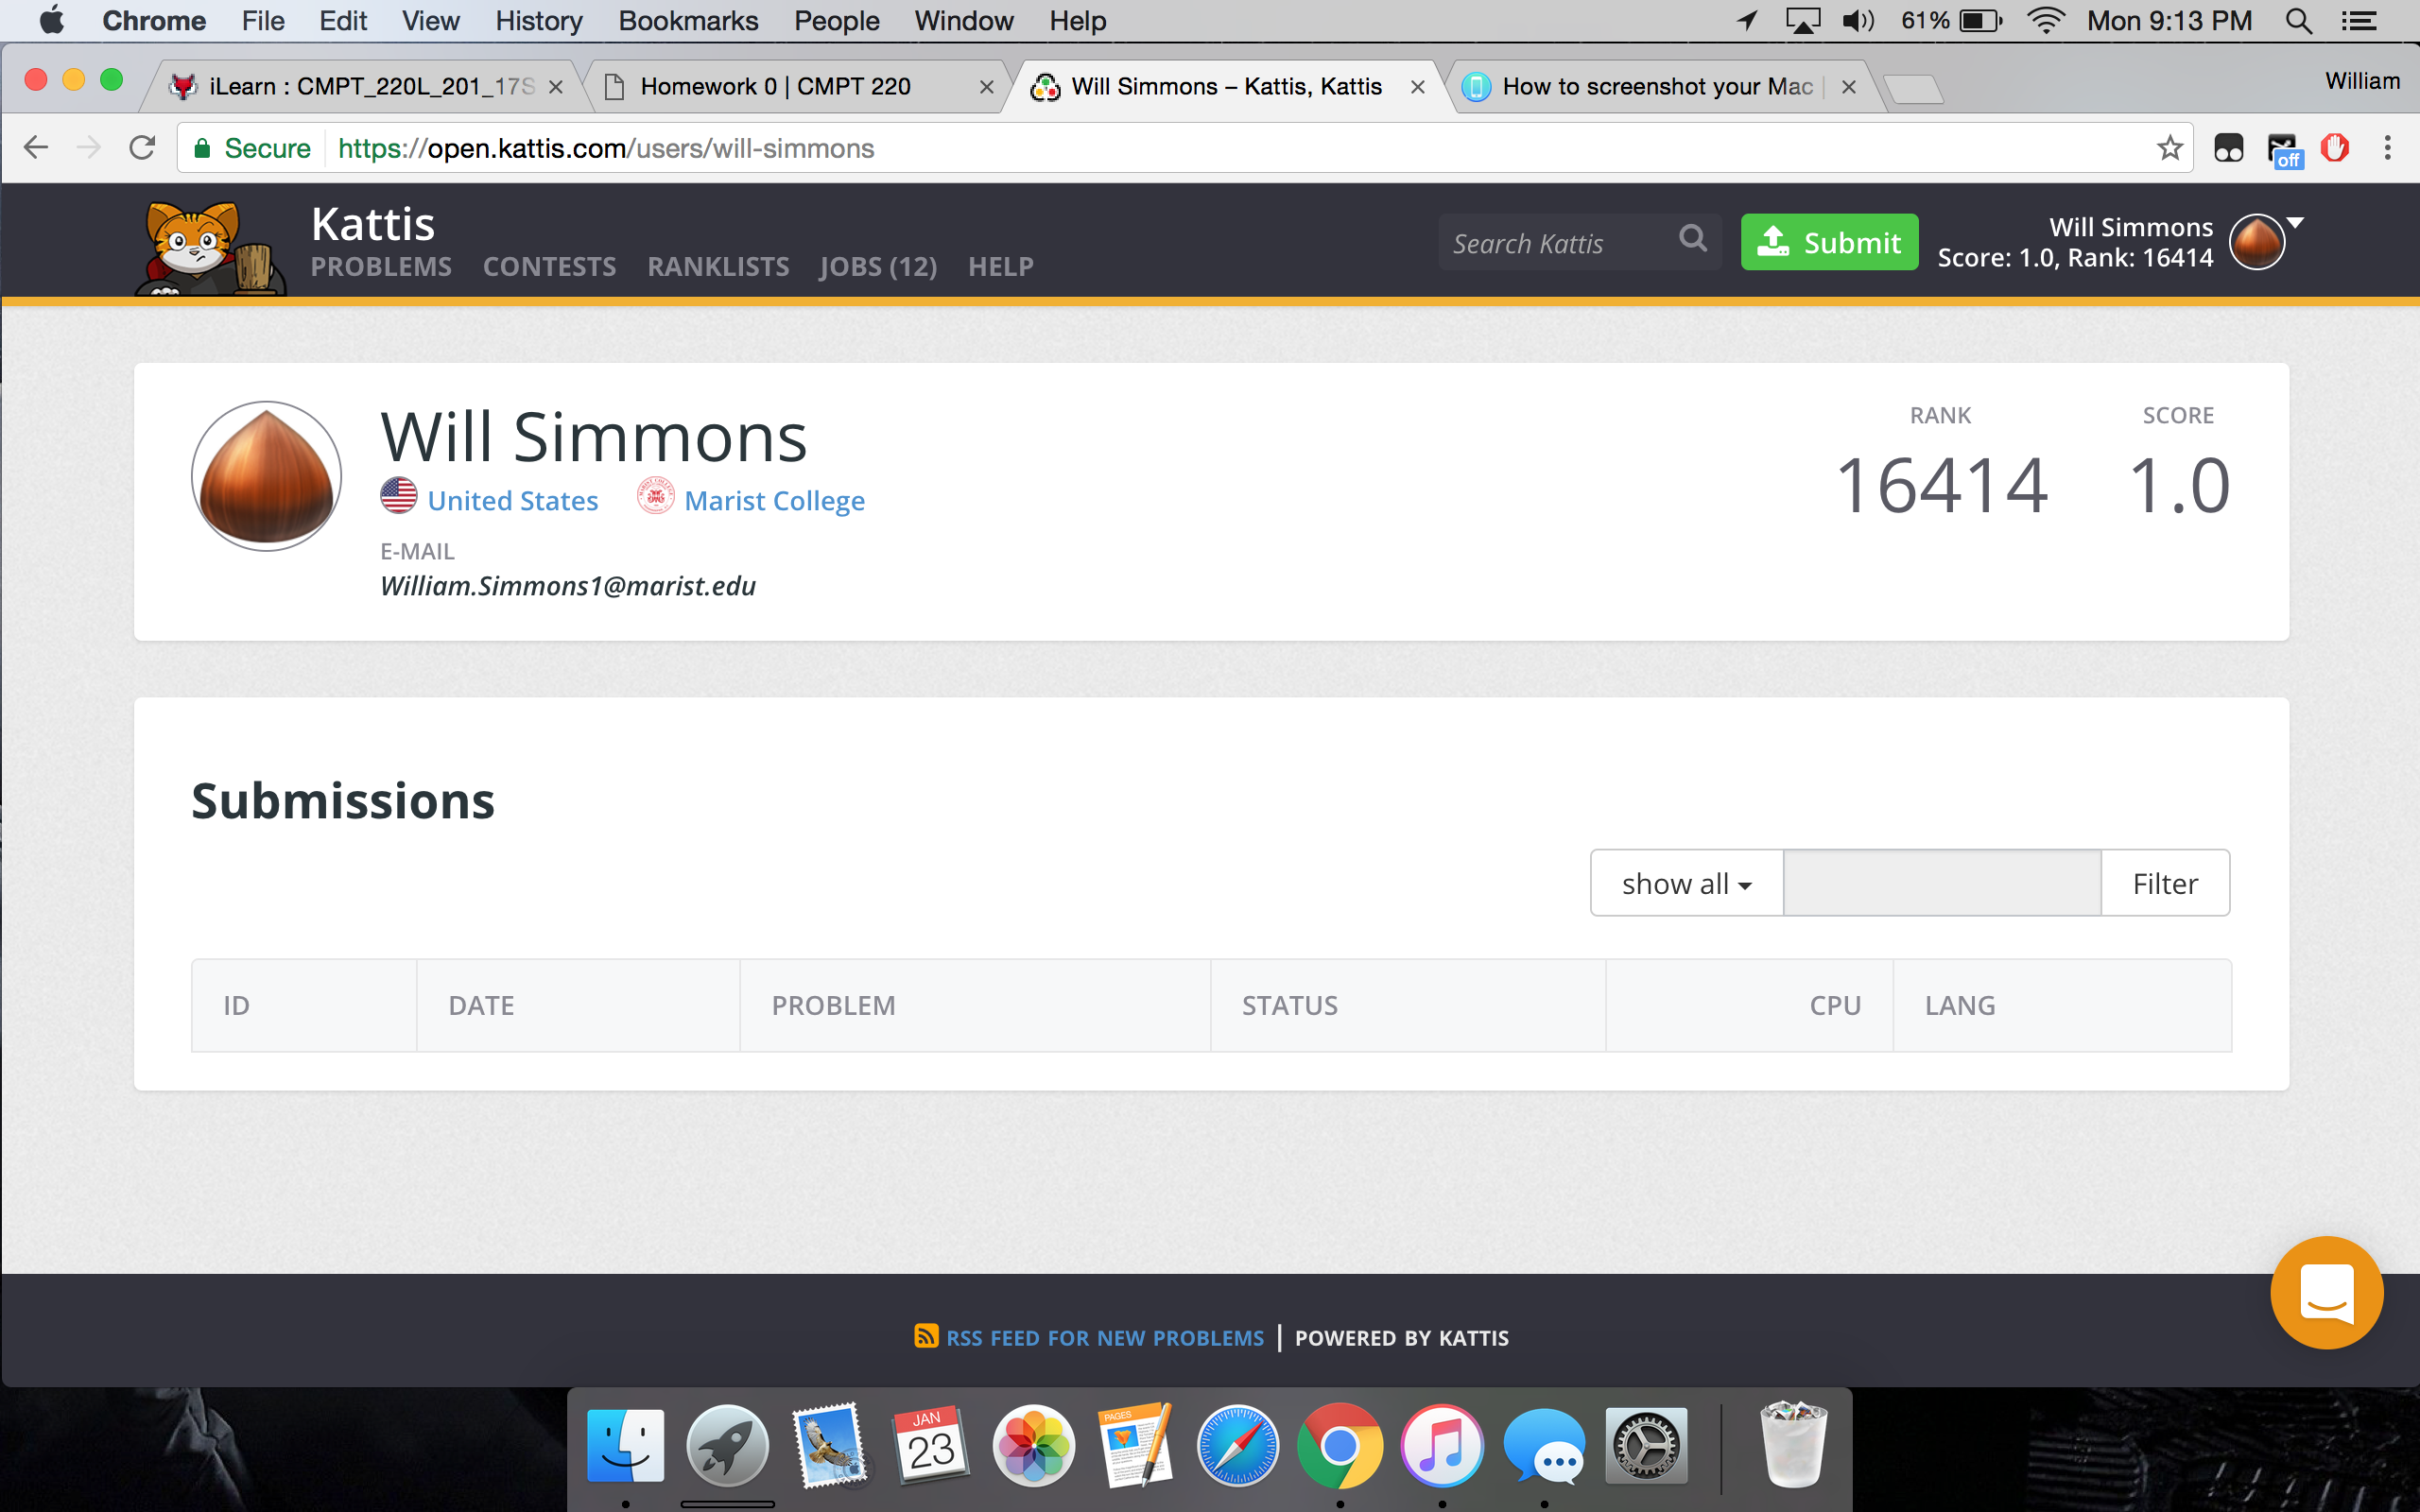 Chrome File Edit View History Bookmarks People Window Help 61% Mon 9:13 PM
iLearn : CMPT_220L_201_17S Homework 0 | CMPT 220 Will Simmons – Kattis, Kattis How to screenshot your Mac | William
Secure https://open.kattis.com/users/will-simmons off
Kattis
PROBLEMS CONTESTS RANKLISTS JOBS (12) HELP
Search Kattis Submit
Will Simmons
Score: 1.0, Rank: 16414
Will Simmons
United States Marist College
E-MAIL
William.Simmons1@marist.edu
RANK SCORE
16414 1.0
Submissions
show all Filter
ID DATE PROBLEM STATUS CPU LANG
RSS FEED FOR NEW PROBLEMS | POWERED BY KATTIS
JAN
23
PAGES